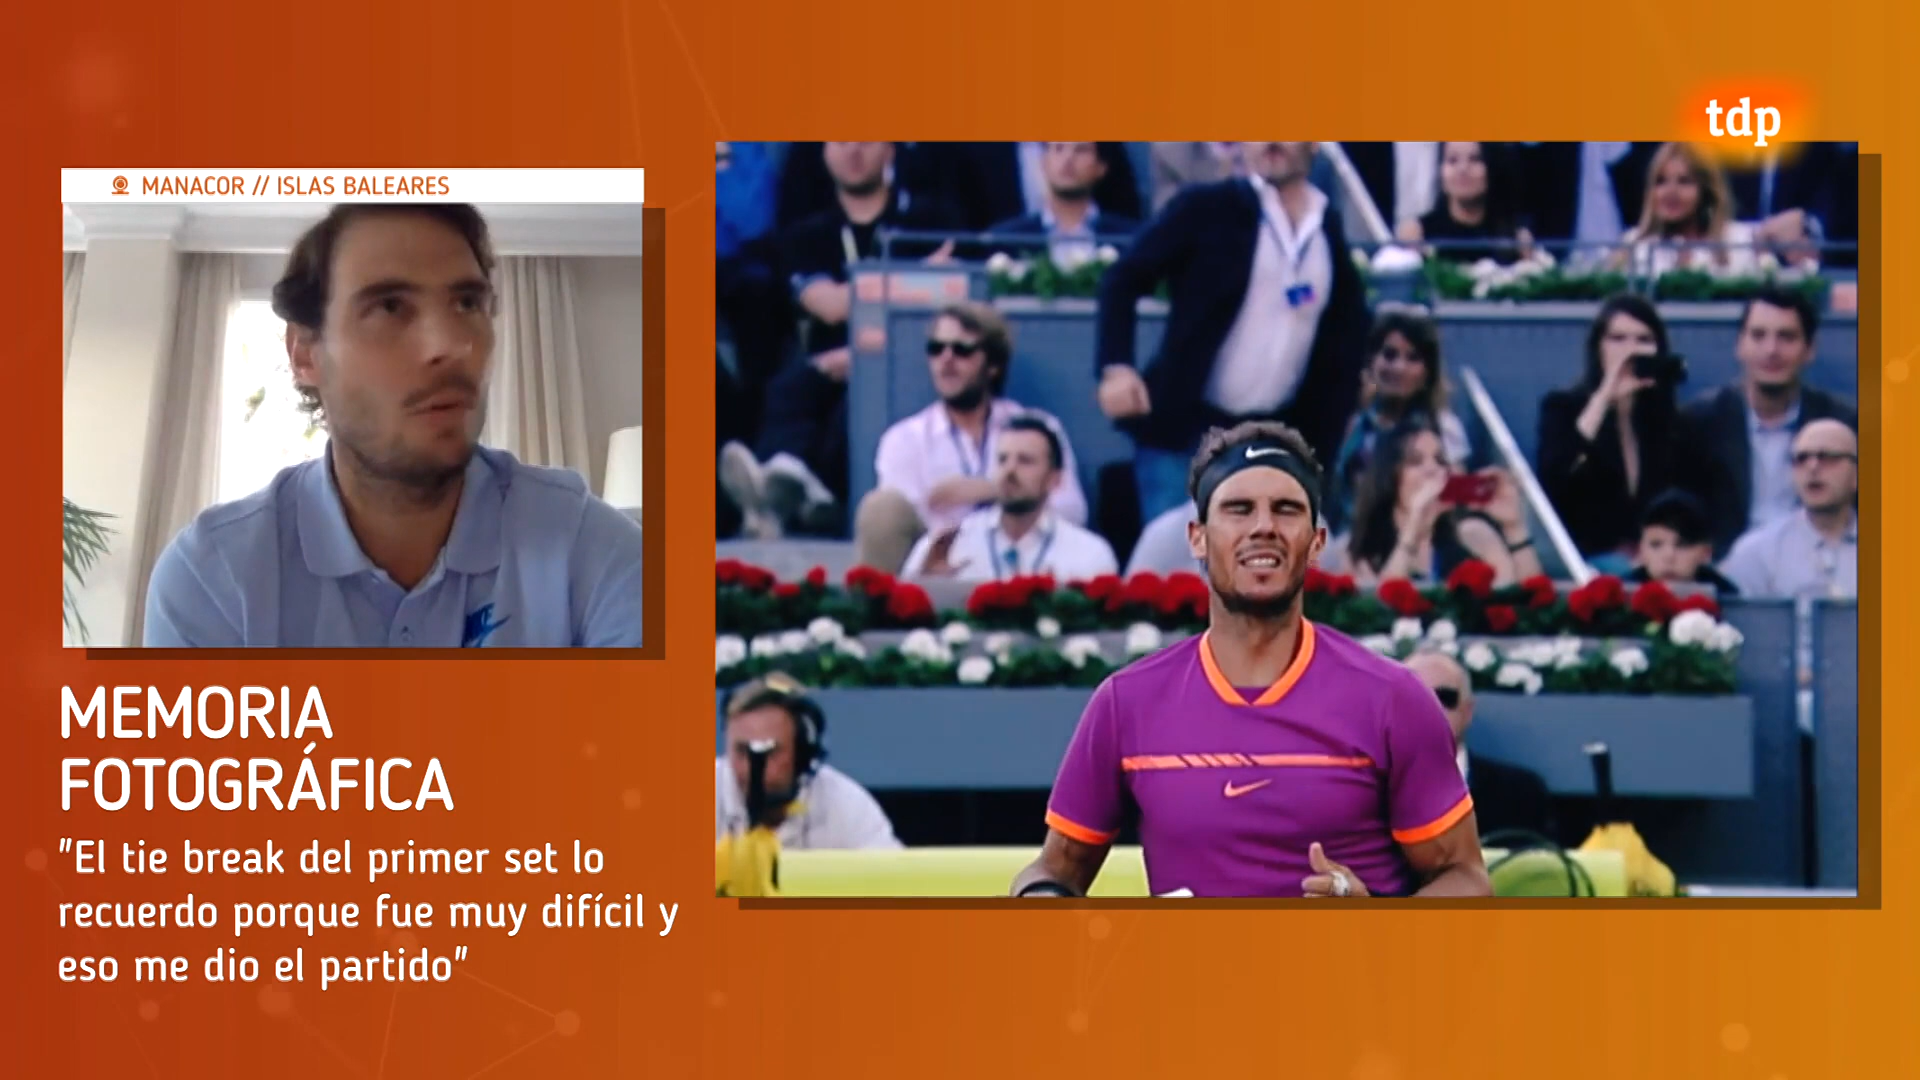 tdp
MANACOR // ISLAS BALEARES
MEMORIA
FOTOGRÁFICA
"El tie break del primer set lo
recuerdo porque fue muy difícil y
eso me dio el partido"